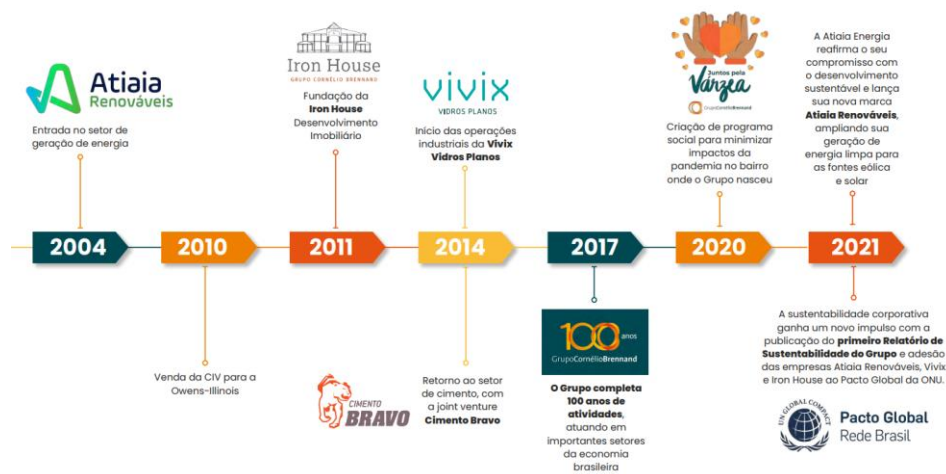 Atiaia
Renováveis
Entrada no setor de
geração de energia
2004
2010
Venda da CIV para a
Owens-Illinois
Iron House
GRUPO CORNÉLIO BRENNAND
Fundação da
Iron House
Desenvolvimento
Imobiliário
2011
vivix
VIDROS PLANOS
Início das operações
industriais da Vivix
Vidros Planos
2014
CIMENTO
BRAVO
Retorno ao setor
de cimento, com
a joint venture
Cimento Bravo
2017
100 anos
GrupoCornélioBrennand
O Grupo completa
100 anos de
atividades,
atuando em
importantes setores
da economia
brasileira
Juntos pela
Várzea
GrupoCornélioBrennand
Criação de programa
social para minimizar
impactos da
pandemia no bairro
onde o Grupo nasceu
2020
A Atiaia Energia
reafirma o seu
compromisso com
o desenvolvimento
sustentável e lança
sua nova marca
Atiaia Renováveis,
ampliando sua
geração de
energia limpa para
as fontes eólica
e solar
2021
A sustentabilidade corporativa
ganha um novo impulso com a
publicação do primeiro Relatório de
Sustentabilidade do Grupo e adesão
das empresas Atiaia Renováveis, Vivix
e Iron House ao Pacto Global da ONU.
UN GLOBAL COMPACT
Pacto Global
Rede Brasil